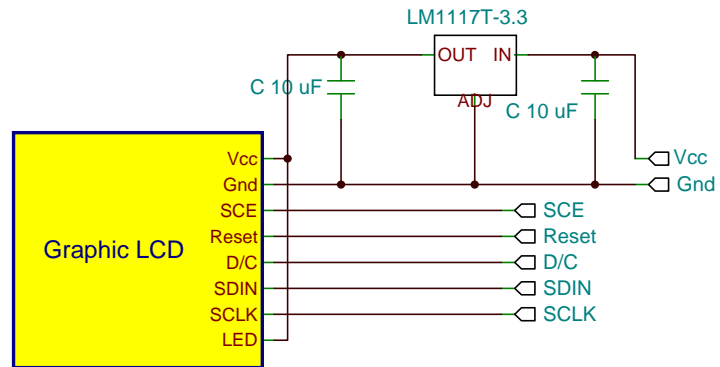 LM1117T-3.3
OUT IN
ADJ
C 10 uF
C 10 uF
Vcc
Gnd
SCE
Reset
D/C
SDIN
SCLK
LED
Graphic LCD
Vcc
Gnd
SCE
Reset
D/C
SDIN
SCLK